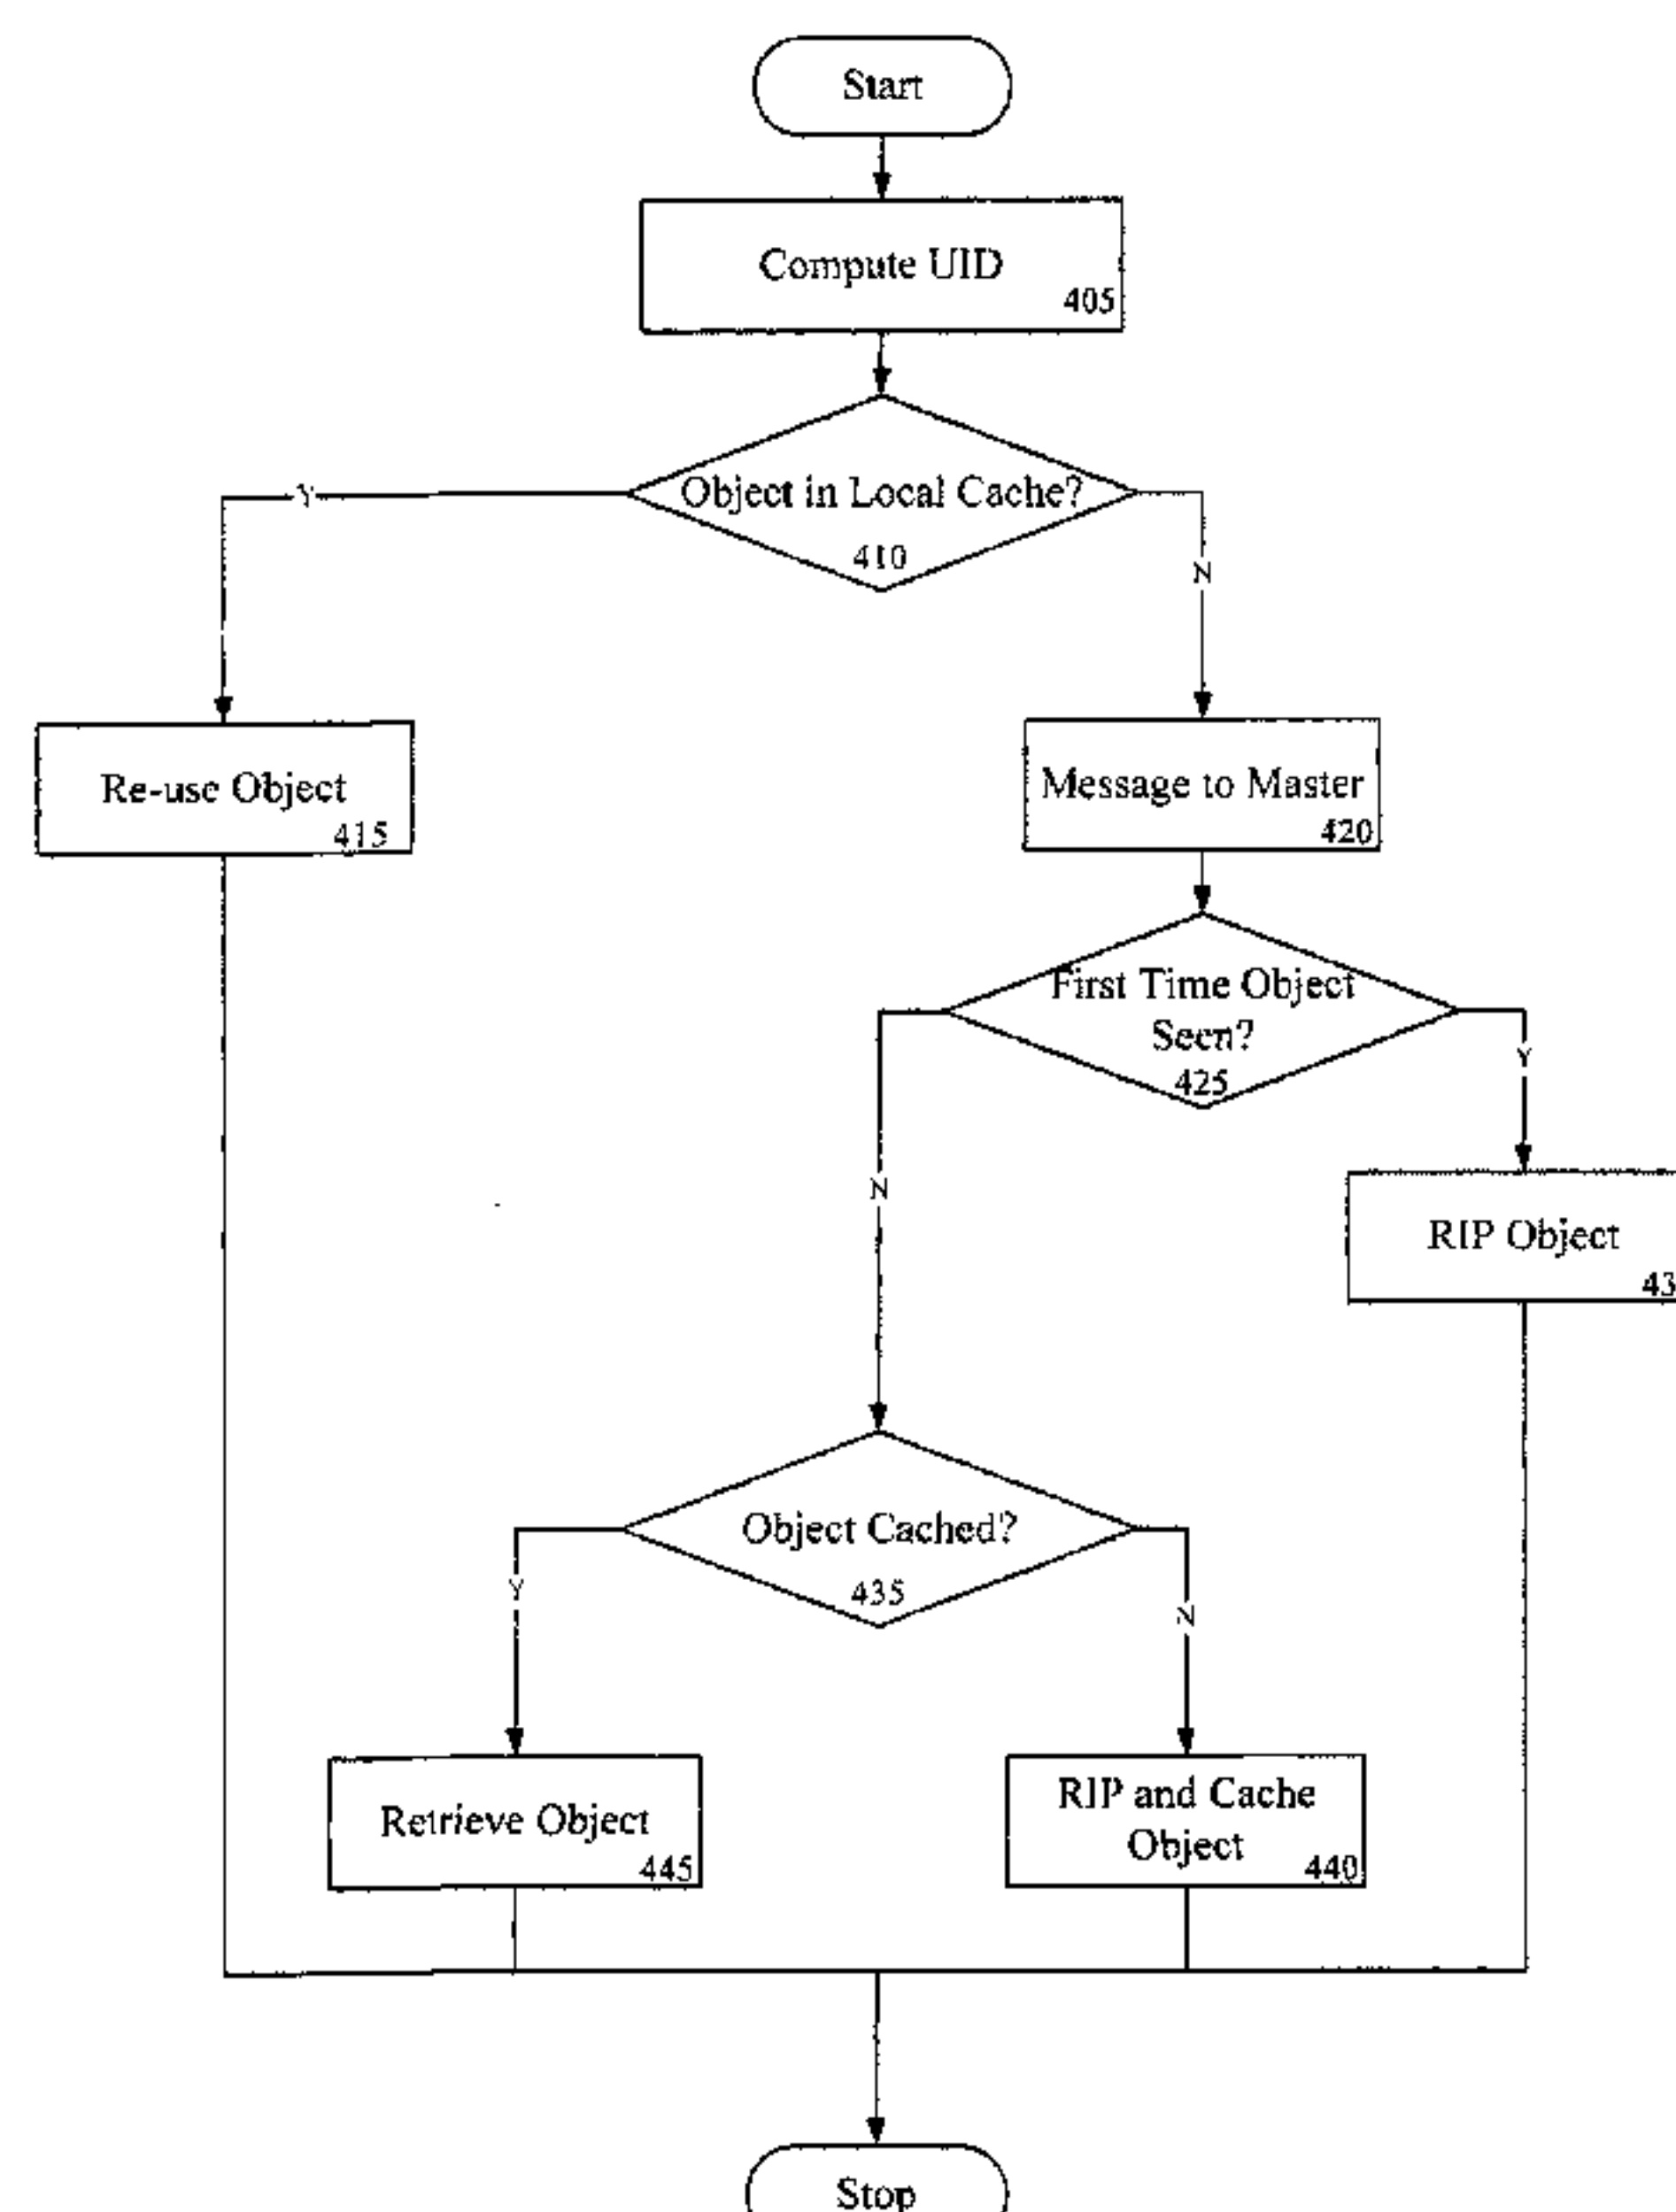 Start
Compute UID
405
Object in Local Cache?
410
Y
N
Re-use Object
415
Message to Master
420
First Time Object
Seen?
425
Y
N
RIP Object
43
Object Cached?
435
Y
N
Retrieve Object
445
RIP and Cache
Object
440
Stop